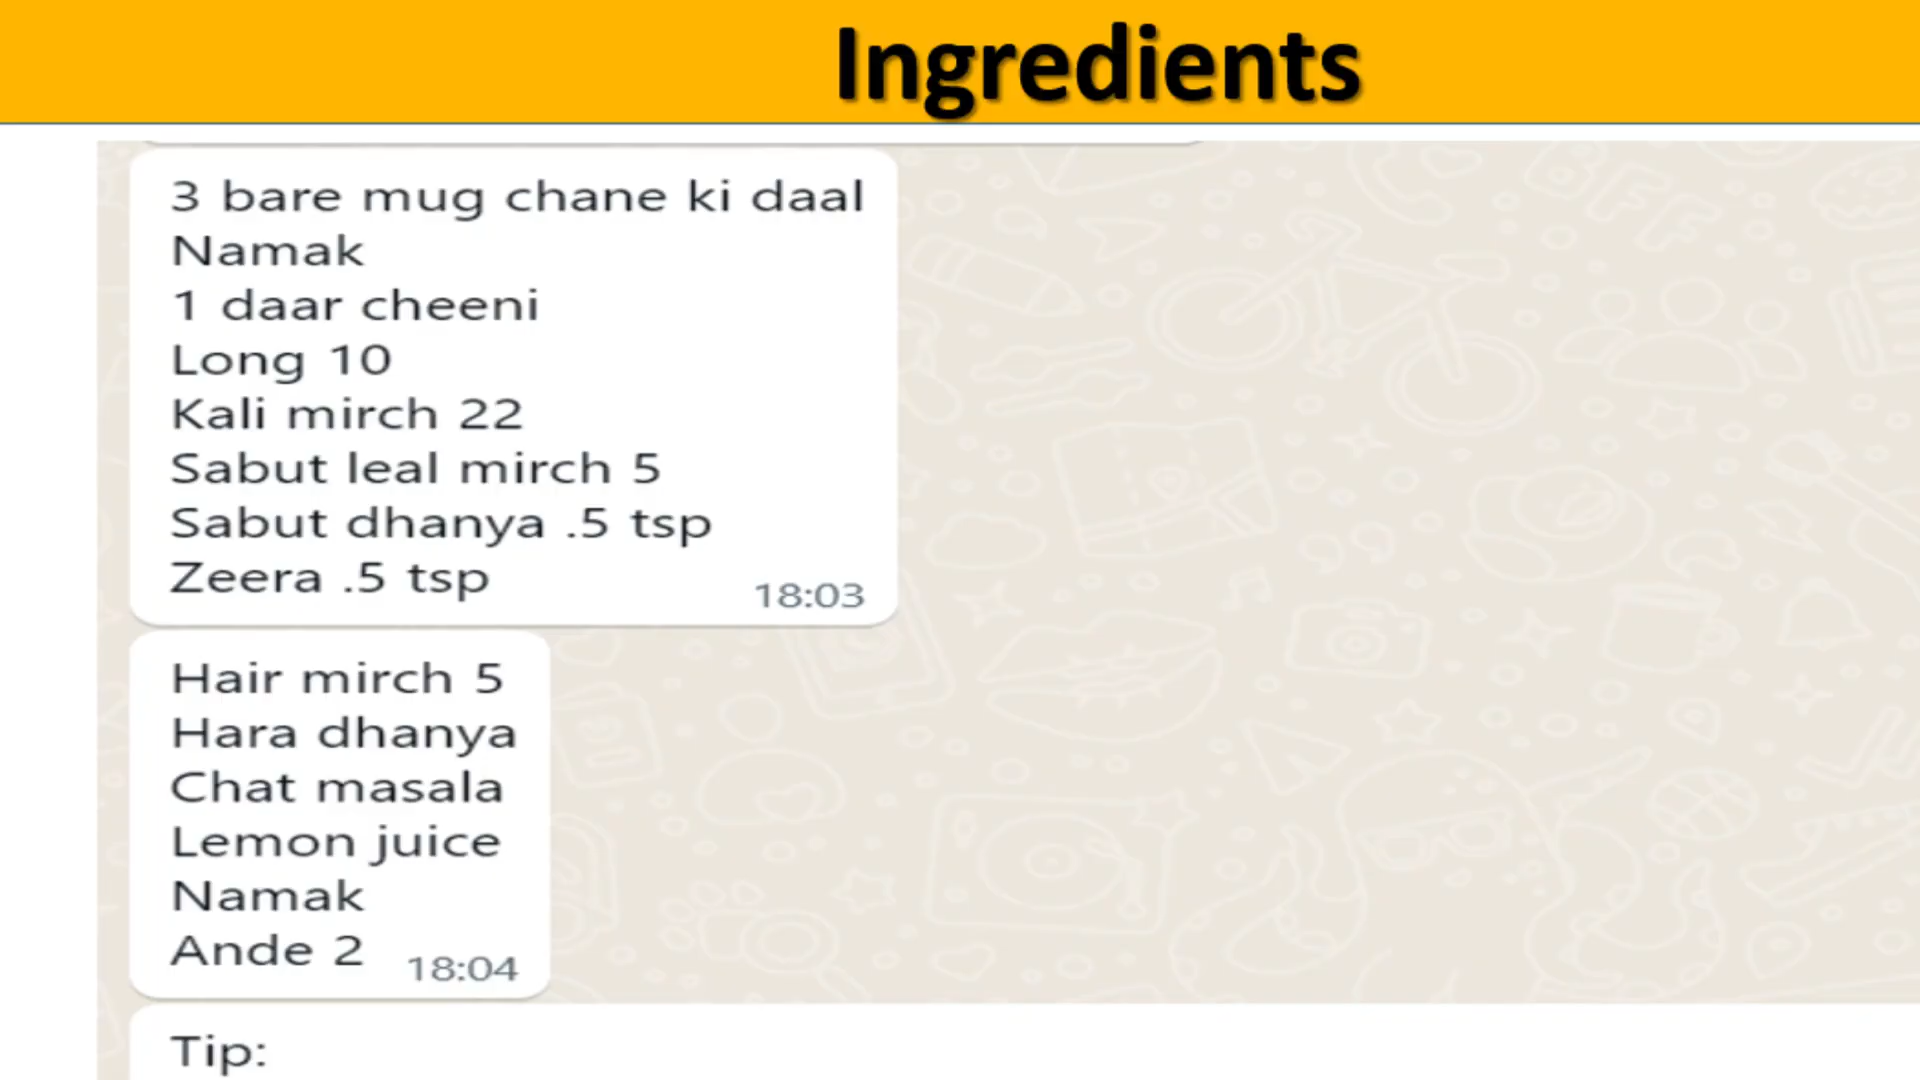 Ingredients
3 bare mug chane ki daal
Namak
1 daar cheeni
Long 10
Kali mirch 22
Sabut leal mirch 5
Sabut dhanya .5 tsp
Zeera .5 tsp
18:03
Hair mirch 5
Hara dhanya
Chat masala
Lemon juice
Namak
Ande 2
18:04
Tip: